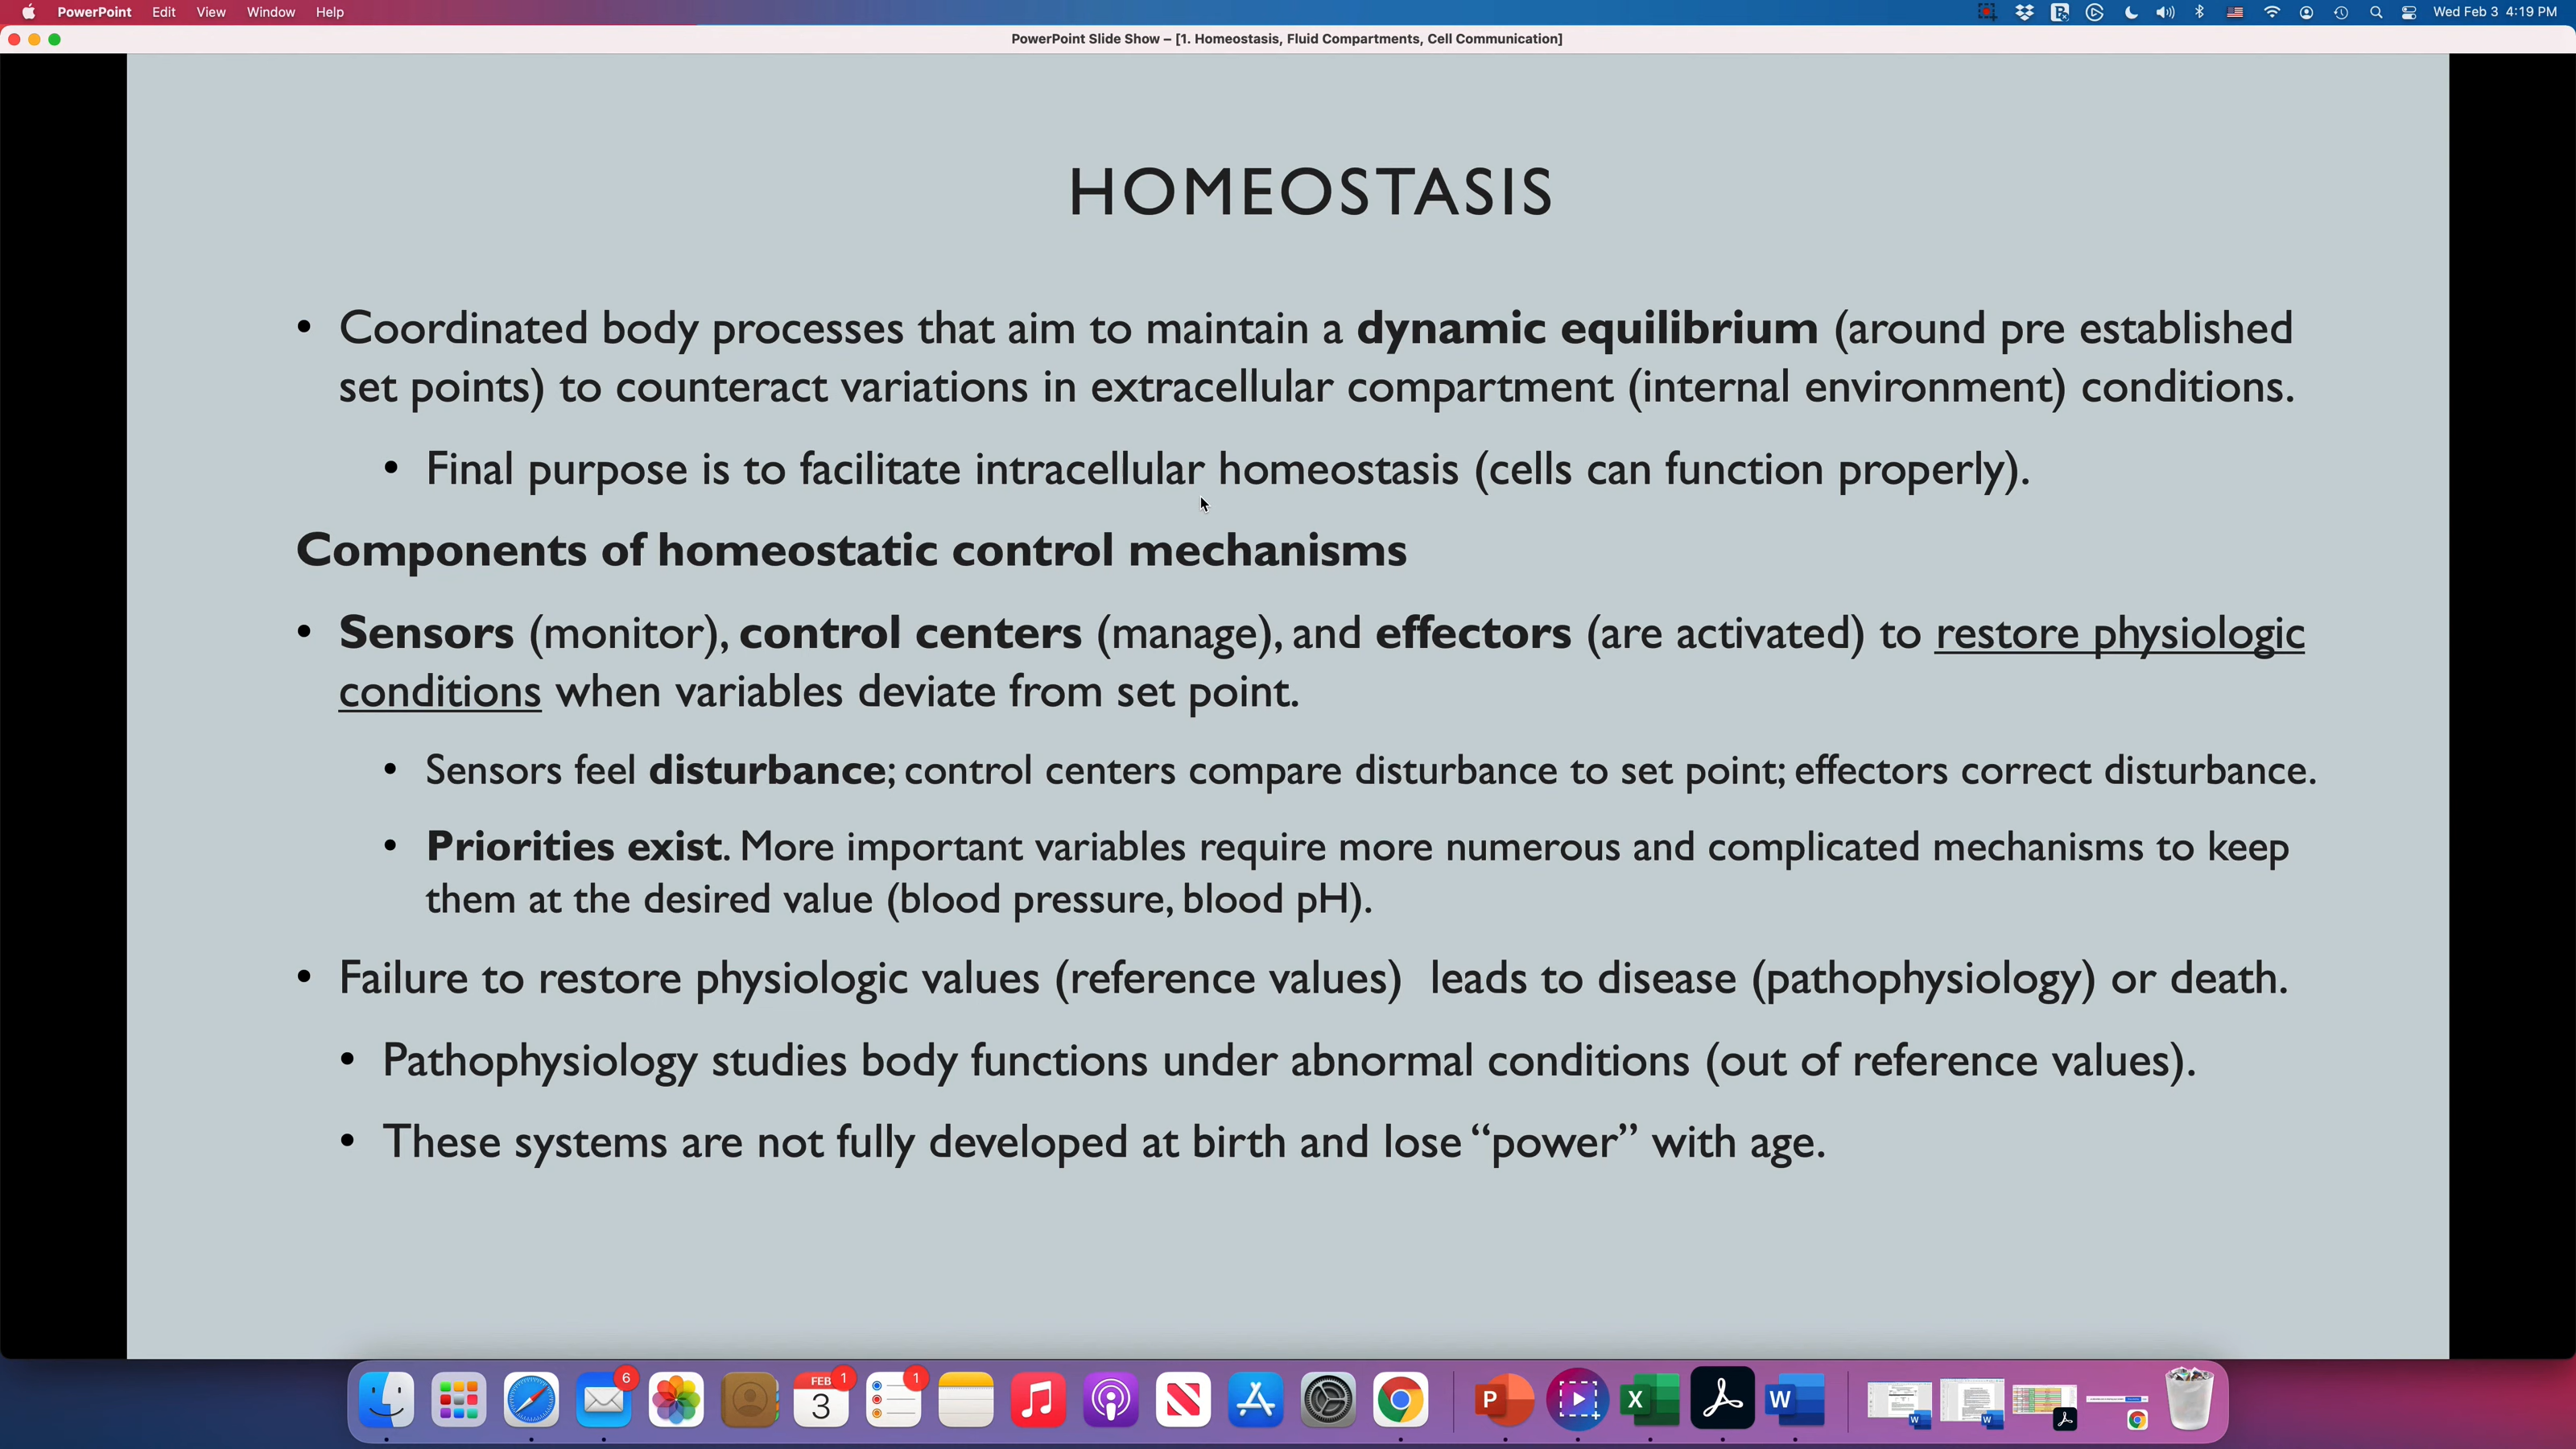 PowerPoint Edit View Window Help Wed Feb 3 4:19 PM
PowerPoint Slide Show – [1. Homeostasis, Fluid Compartments, Cell Communication]
HOMEOSTASIS
• Coordinated body processes that aim to maintain a dynamic equilibrium (around pre established
set points) to counteract variations in extracellular compartment (internal environment) conditions.
• Final purpose is to facilitate intracellular homeostasis (cells can function properly).
Components of homeostatic control mechanisms
• Sensors (monitor), control centers (manage), and effectors (are activated) to restore physiologic
conditions when variables deviate from set point.
• Sensors feel disturbance; control centers compare disturbance to set point; effectors correct disturbance.
• Priorities exist. More important variables require more numerous and complicated mechanisms to keep
them at the desired value (blood pressure, blood pH).
• Failure to restore physiologic values (reference values)  leads to disease (pathophysiology) or death.
• Pathophysiology studies body functions under abnormal conditions (out of reference values).
• These systems are not fully developed at birth and lose “power” with age.
6 FEB 3 1 1 P X W W W